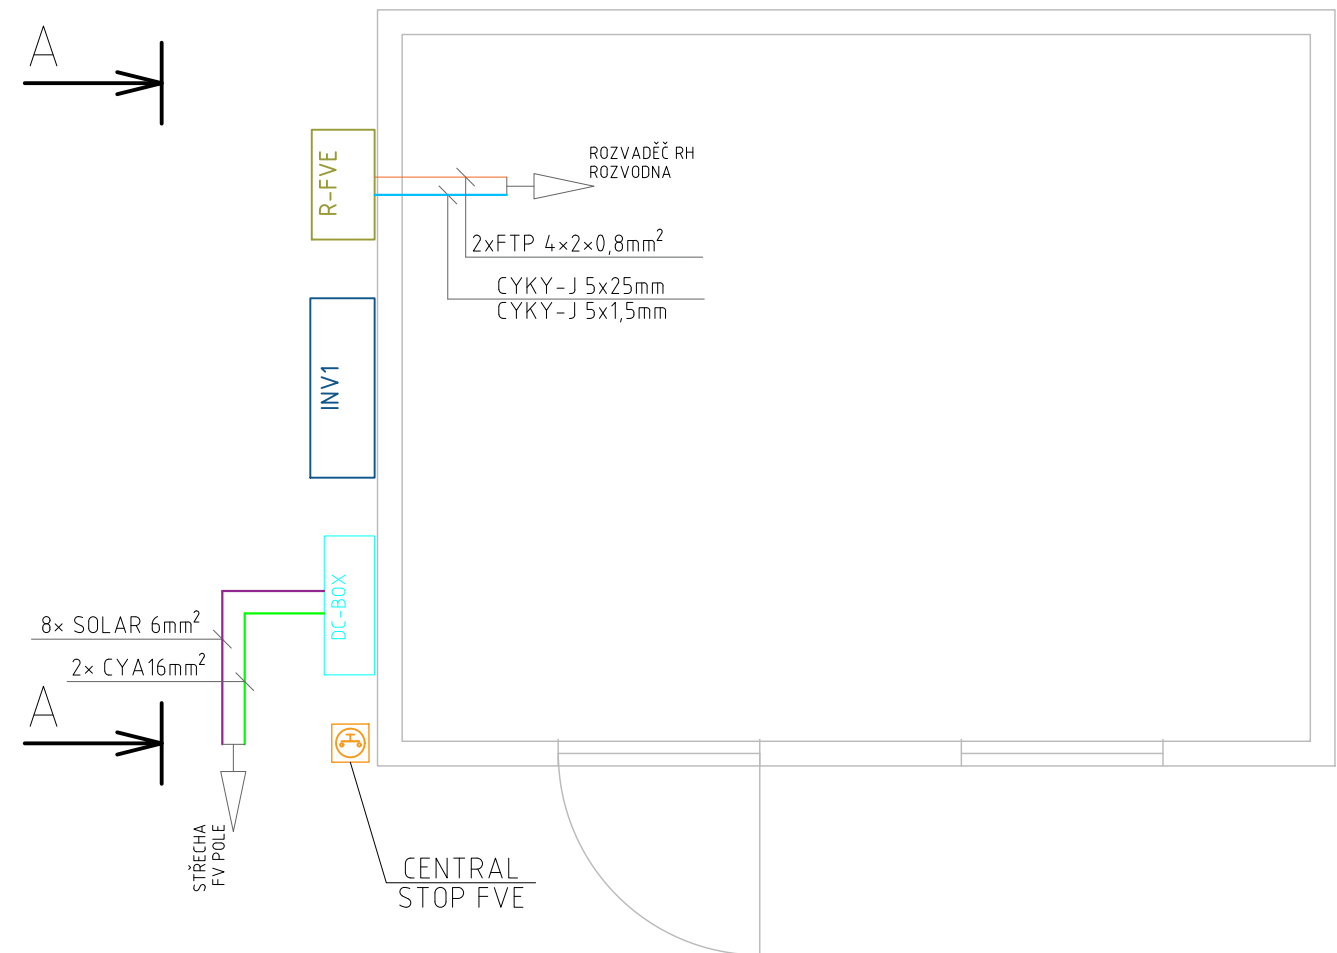 A
R-FVE
ROZVADĚČ RH
ROZVODNA
2xFTP 4×2×0,8mm²
CYKY-J 5x25mm
CYKY-J 5x1,5mm
INV1
DC-BOX
8× SOLAR 6mm²
2× CYA16mm²
A
STŘECHA
FV POLE
CENTRAL
STOP FVE